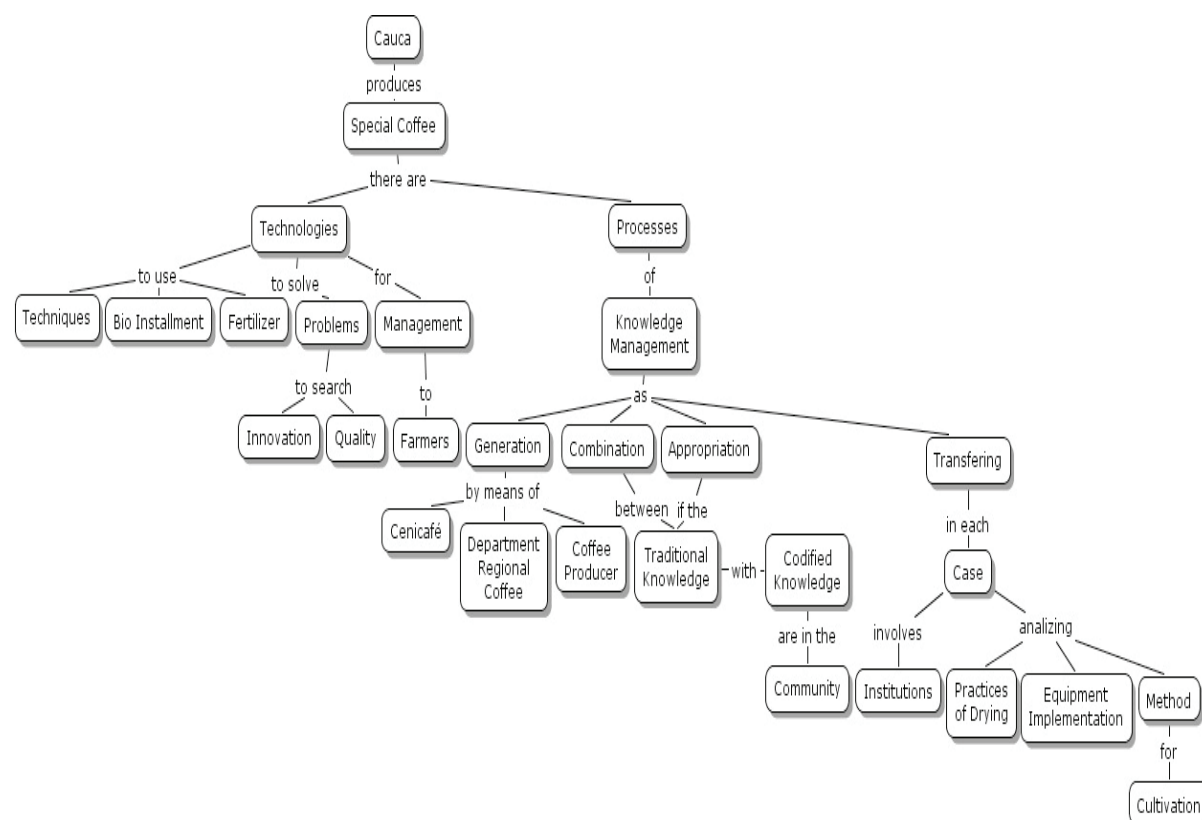 Cauca
produces
Special Coffee
there are
Technologies
Processes
to use
to solve
for
of
Techniques
Bio Installment
Fertilizer
Problems
Management
Knowledge
Management
to search
to
as
Innovation
Quality
Farmers
Generation
Combination
Appropriation
Transfering
by means of
between
if the
in each
Cenicafé
Department
Regional
Coffee
Coffee
Producer
Traditional
Knowledge
with
Codified
Knowledge
Case
are in the
involves
analizing
Community
Institutions
Practices
of Drying
Equipment
Implementation
Method
for
Cultivation